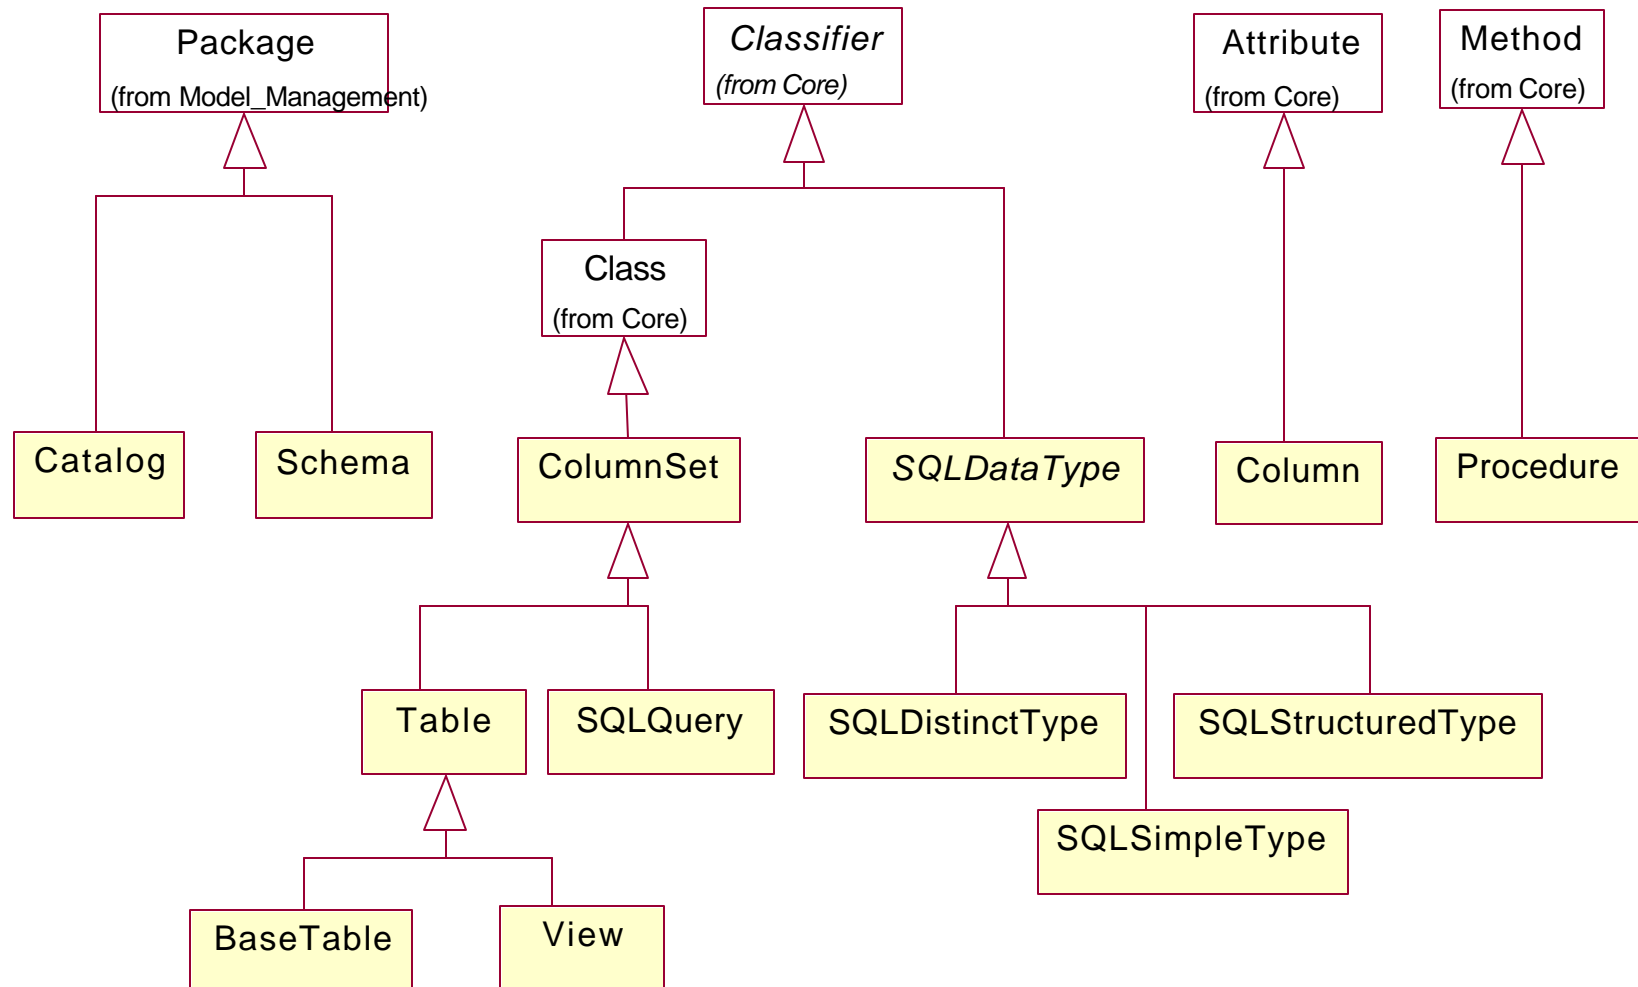 Package
(from Model_Management)
Classifier
(from Core)
Attribute
(from Core)
Method
(from Core)
Class
(from Core)
Catalog
Schema
ColumnSet
SQLDataType
Column
Procedure
Table
SQLQuery
SQLDistinctType
SQLStructuredType
SQLSimpleType
BaseTable
View